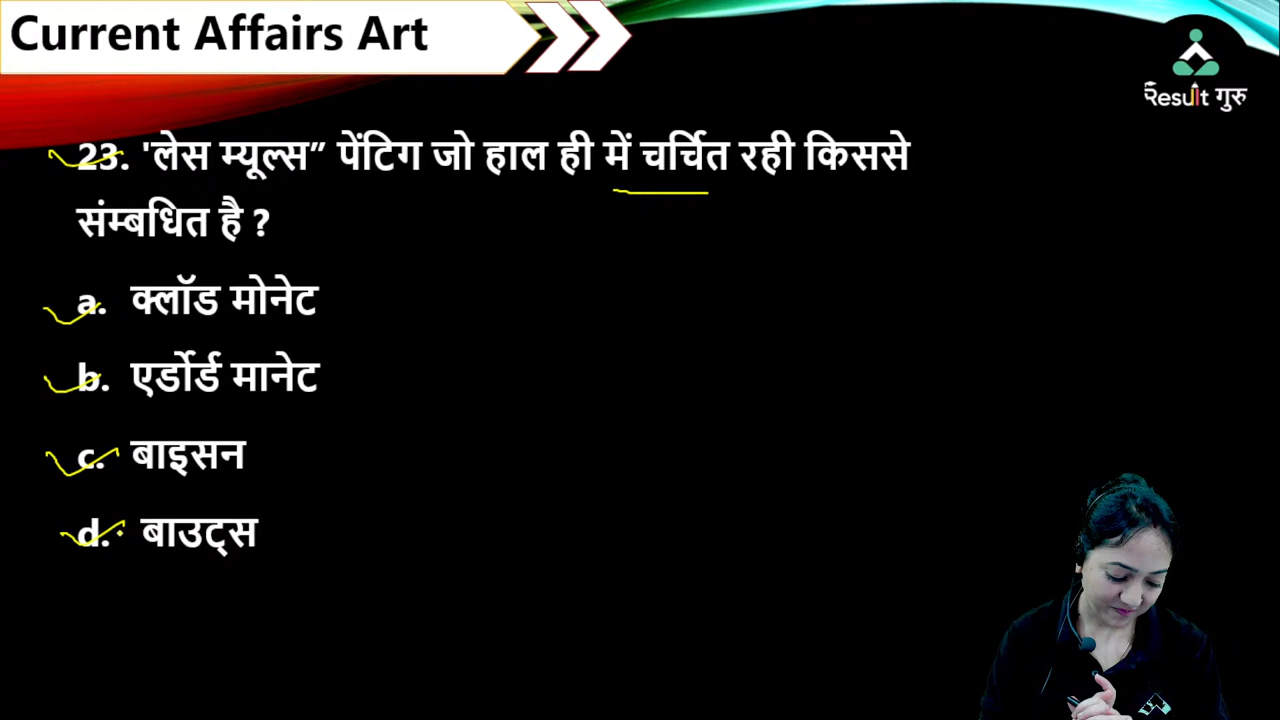 Current Affairs Art
Result गुरु
23. 'लेस म्यूल्स” पेंटिग जो हाल ही में चर्चित रही किससे
संम्बधित है ?
a. क्लॉड मोनेट
b. एर्डोर्ड मानेट
c. बाइसन
d. बाउट्स